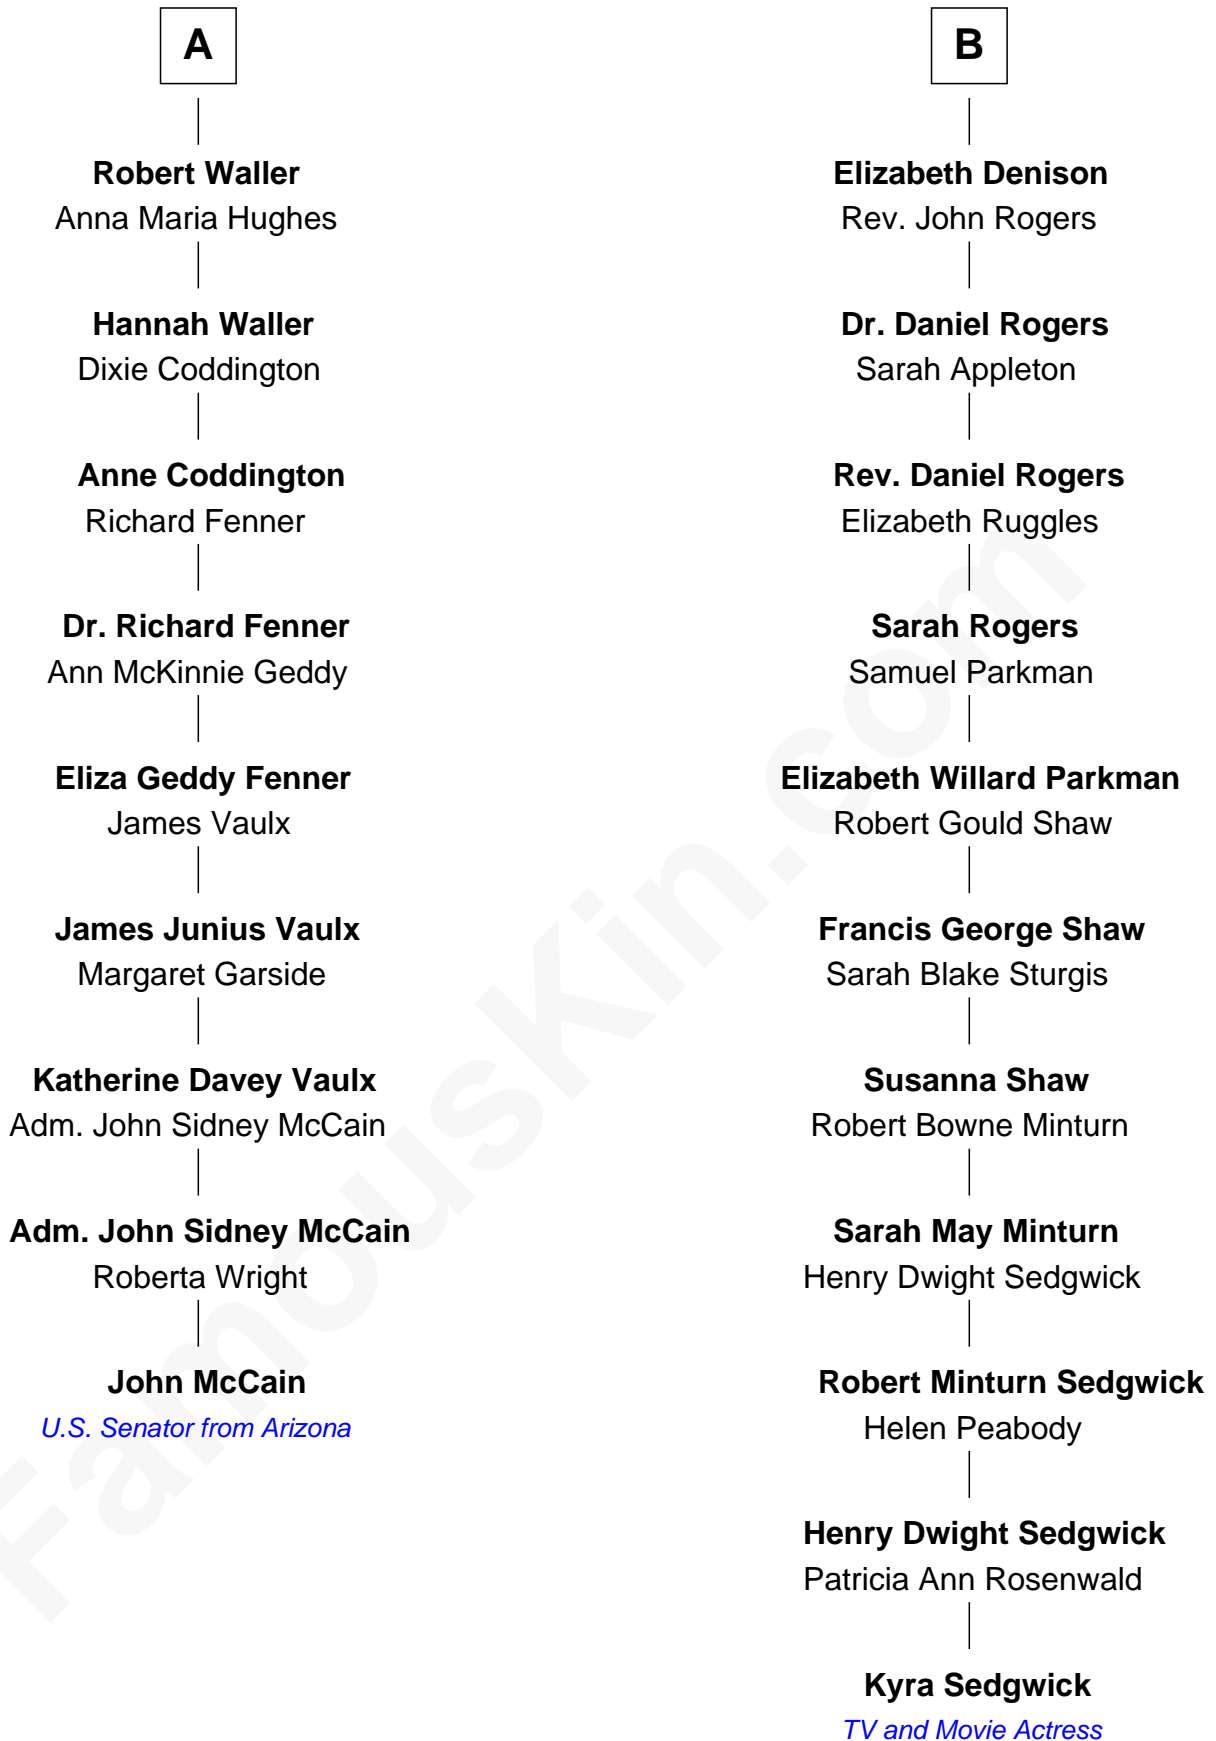 A
Robert Waller
Anna Maria Hughes
Hannah Waller
Dixie Coddington
Anne Coddington
Richard Fenner
Dr. Richard Fenner
Ann McKinnie Geddy
Eliza Geddy Fenner
James Vaulx
James Junius Vaulx
Margaret Garside
Katherine Davey Vaulx
Adm. John Sidney McCain
Adm. John Sidney McCain
Roberta Wright
John McCain
U.S. Senator from Arizona
B
Elizabeth Denison
Rev. John Rogers
Dr. Daniel Rogers
Sarah Appleton
Rev. Daniel Rogers
Elizabeth Ruggles
Sarah Rogers
Samuel Parkman
Elizabeth Willard Parkman
Robert Gould Shaw
Francis George Shaw
Sarah Blake Sturgis
Susanna Shaw
Robert Bowne Minturn
Sarah May Minturn
Henry Dwight Sedgwick
Robert Minturn Sedgwick
Helen Peabody
Henry Dwight Sedgwick
Patricia Ann Rosenwald
Kyra Sedgwick
TV and Movie Actress
FamousKin.com